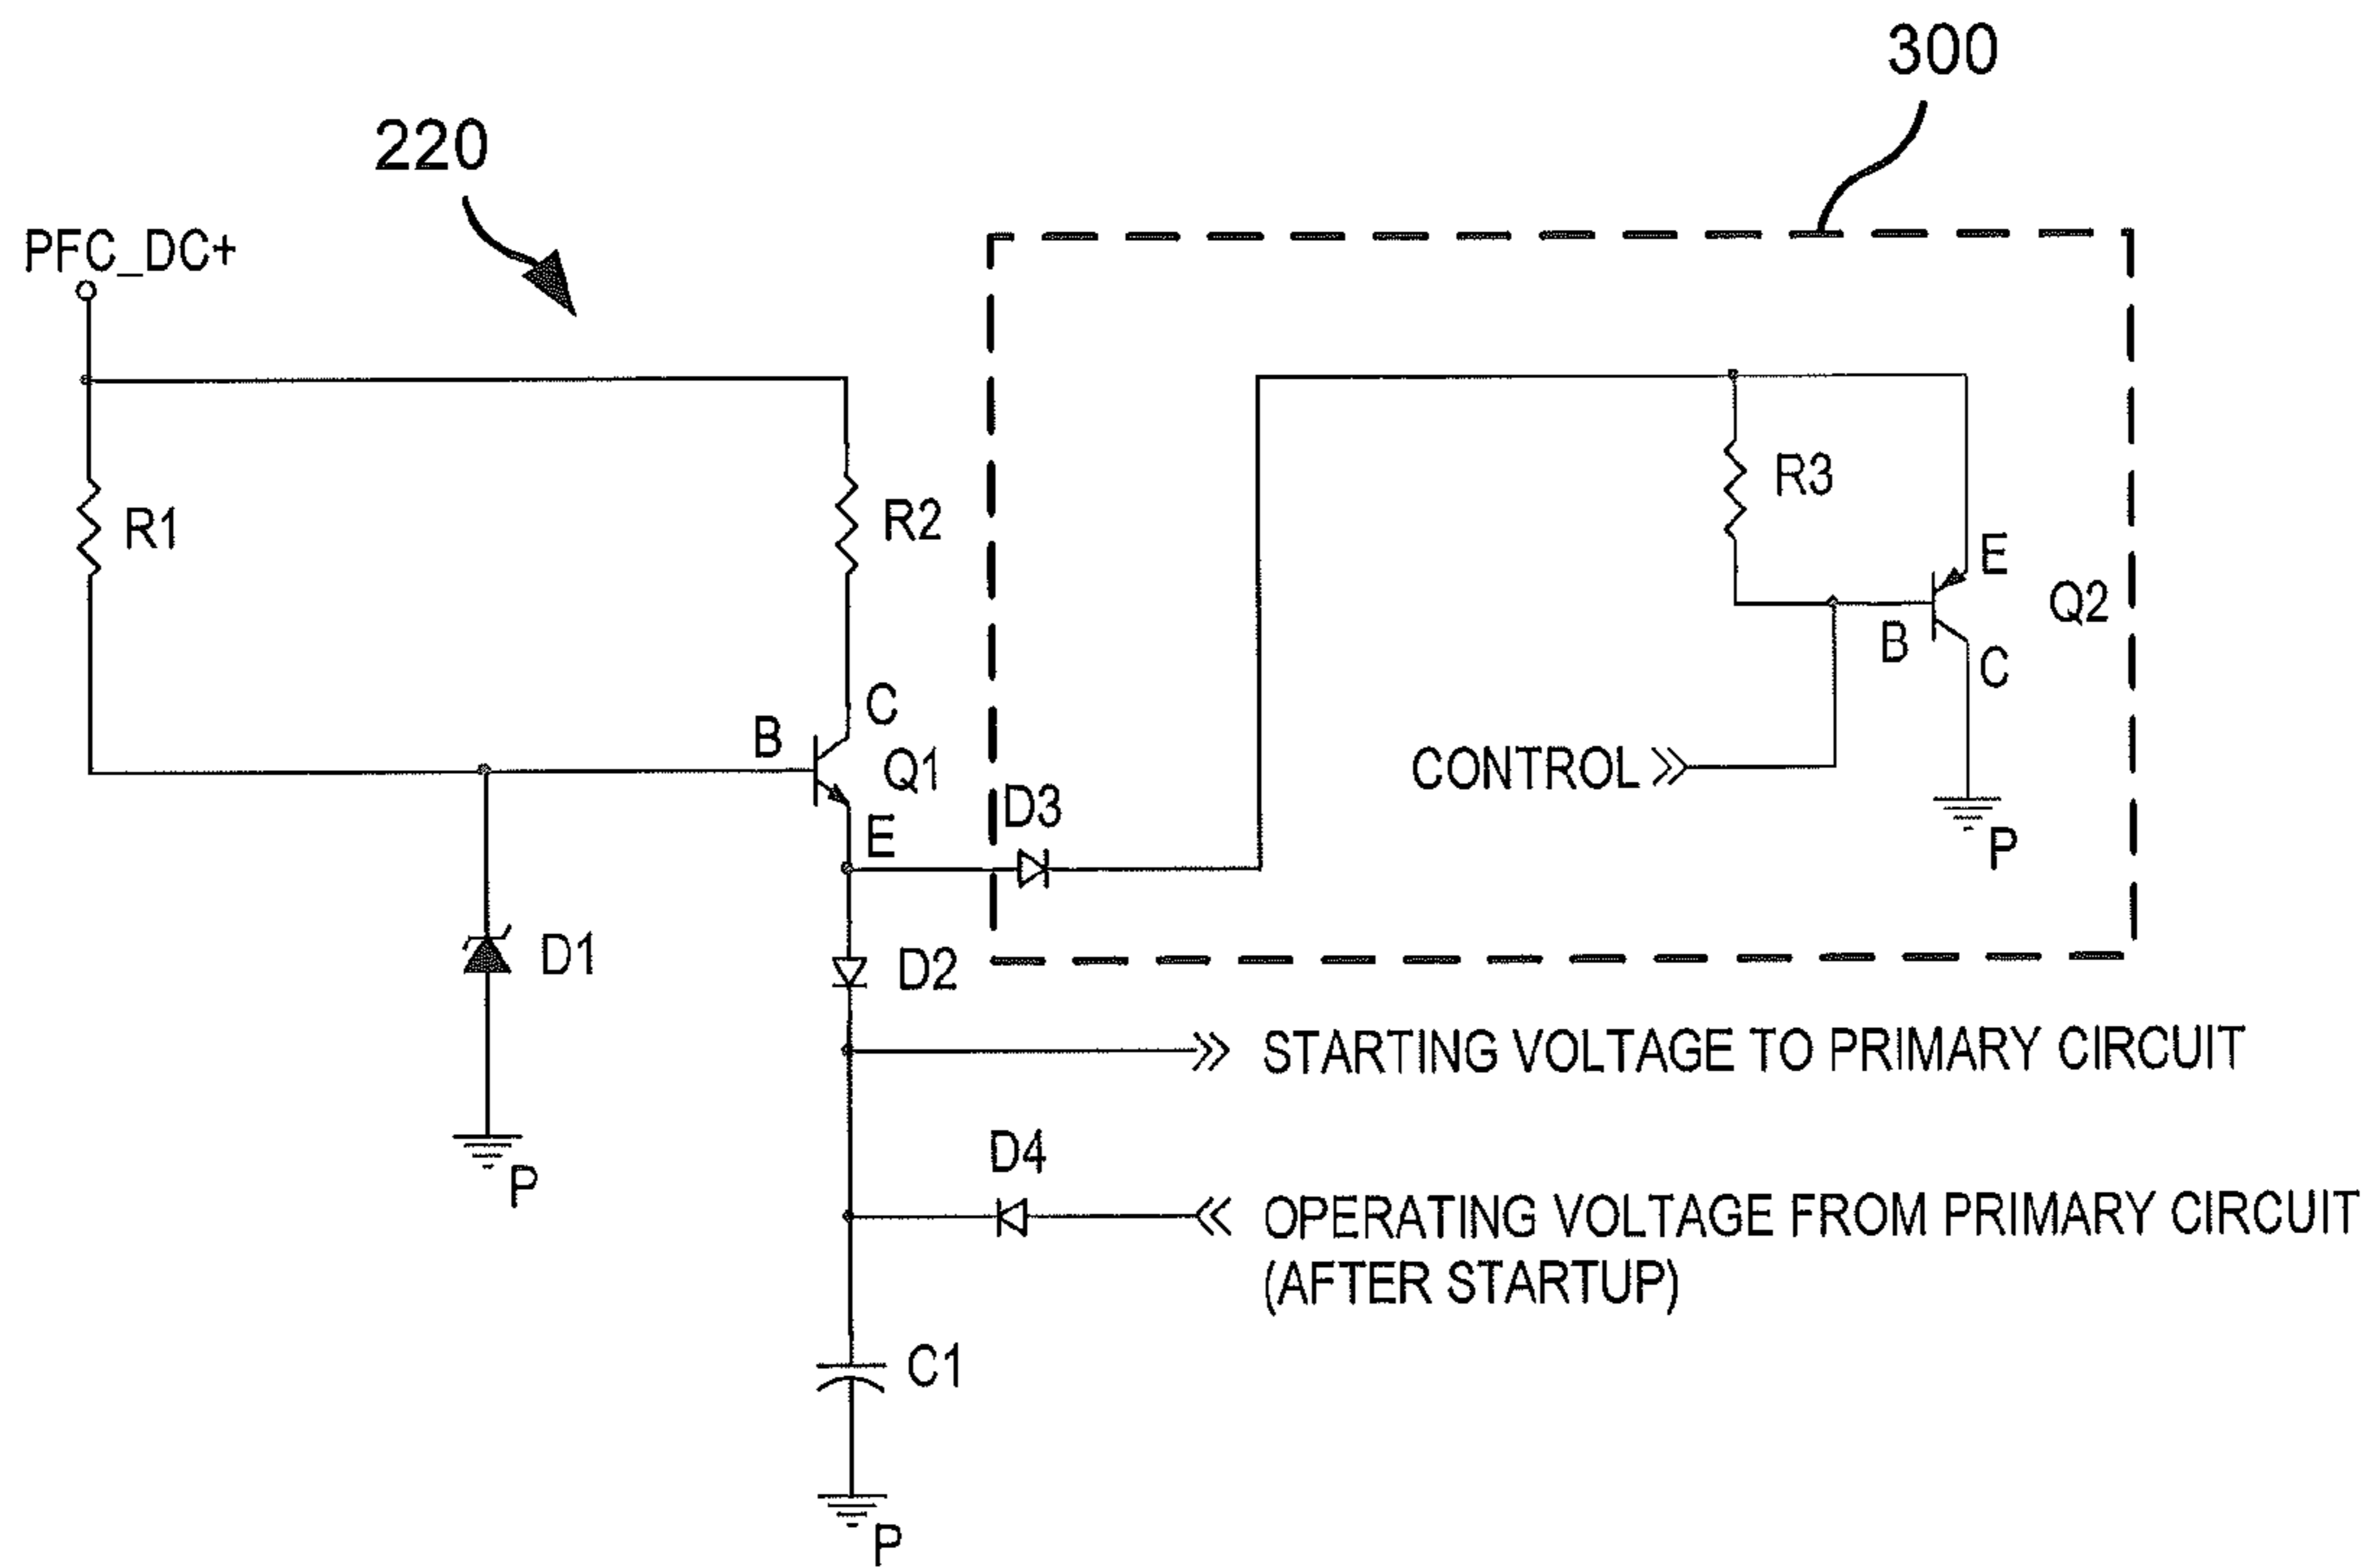 300
220
PFC_DC+
R1
R2
R3
E
Q2
B
C
C
B
Q1
CONTROL
D3
E
P
D1
D2
STARTING VOLTAGE TO PRIMARY CIRCUIT
D4
P
OPERATING VOLTAGE FROM PRIMARY CIRCUIT
(AFTER STARTUP)
C1
P